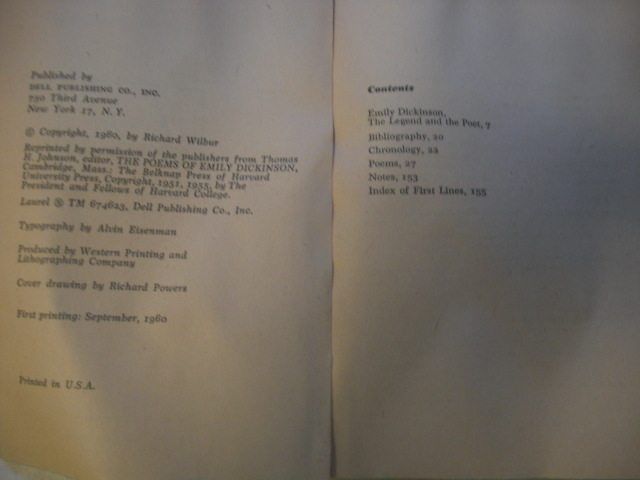 Published by
DELL PUBLISHING CO., INC.
750 Third Avenue
New York 17, N. Y.
© Copyright, 1960, by Richard Wilbur
Reprinted by permission of the publishers from Thomas
H. Johnson, editor, THE POEMS OF EMILY DICKINSON,
Cambridge, Mass.: The Belknap Press of Harvard
University Press, Copyright, 1951, 1955, by The
President and Fellows of Harvard College.
Laurel ® TM 674623, Dell Publishing Co., Inc.
Typography by Alvin Eisenman
Produced by Western Printing and
Lithographing Company
Cover drawing by Richard Powers
First printing: September, 1960
Printed in U.S.A.
Contents
Emily Dickinson,
The Legend and the Poet, 7
Bibliography, 20
Chronology, 22
Poems, 27
Notes, 153
Index of First Lines, 155